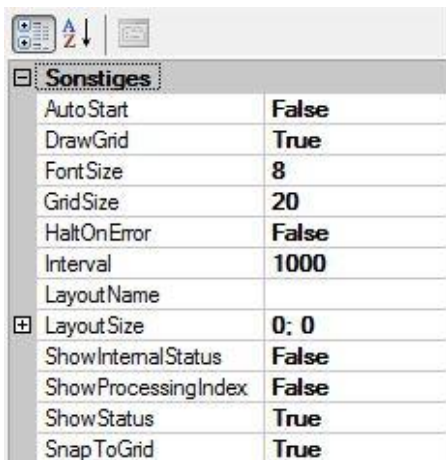 A
Z
Sonstiges
AutoStart False
DrawGrid True
FontSize 8
GridSize 20
HaltOnError False
Interval 1000
LayoutName
LayoutSize 0; 0
ShowInternalStatus False
ShowProcessingIndex False
ShowStatus True
SnapToGrid True